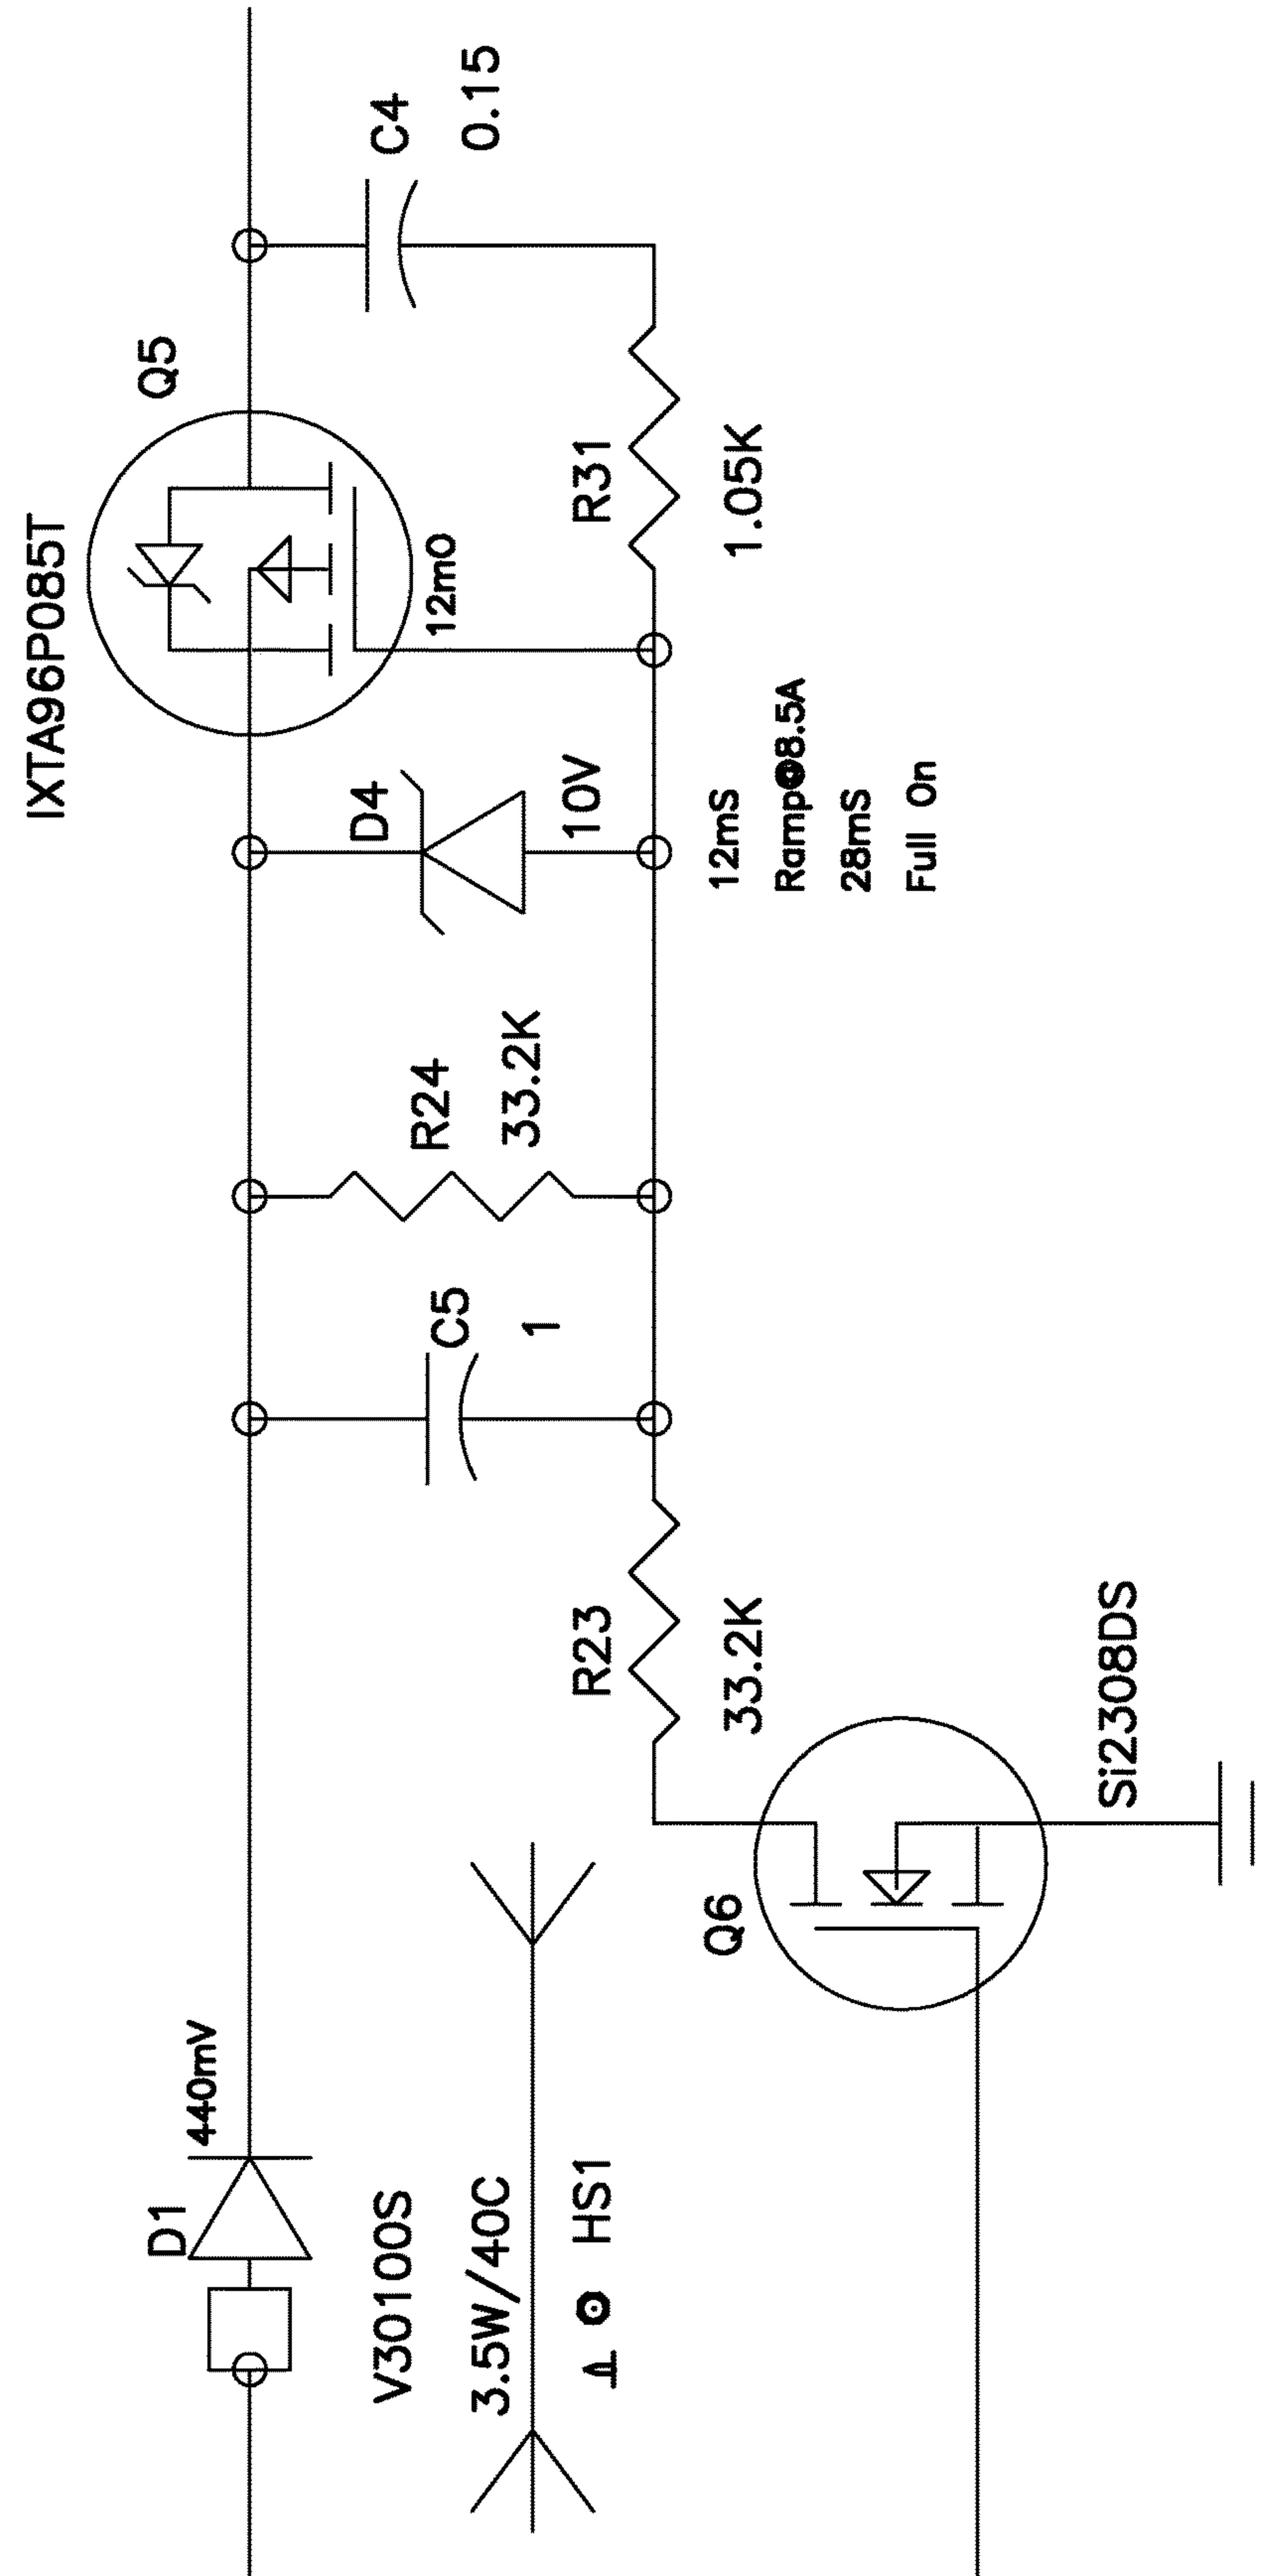 IXTA96P085T
Q5
C4
0.15
12mO
R31
1.05K
D4
10V
12mS
Ramp@8.5A
28mS
Full On
R24
33.2K
C5
1
R23
33.2K
Q6
Si2308DS
D1
440mV
V30100S
3.5W/40C
HS1